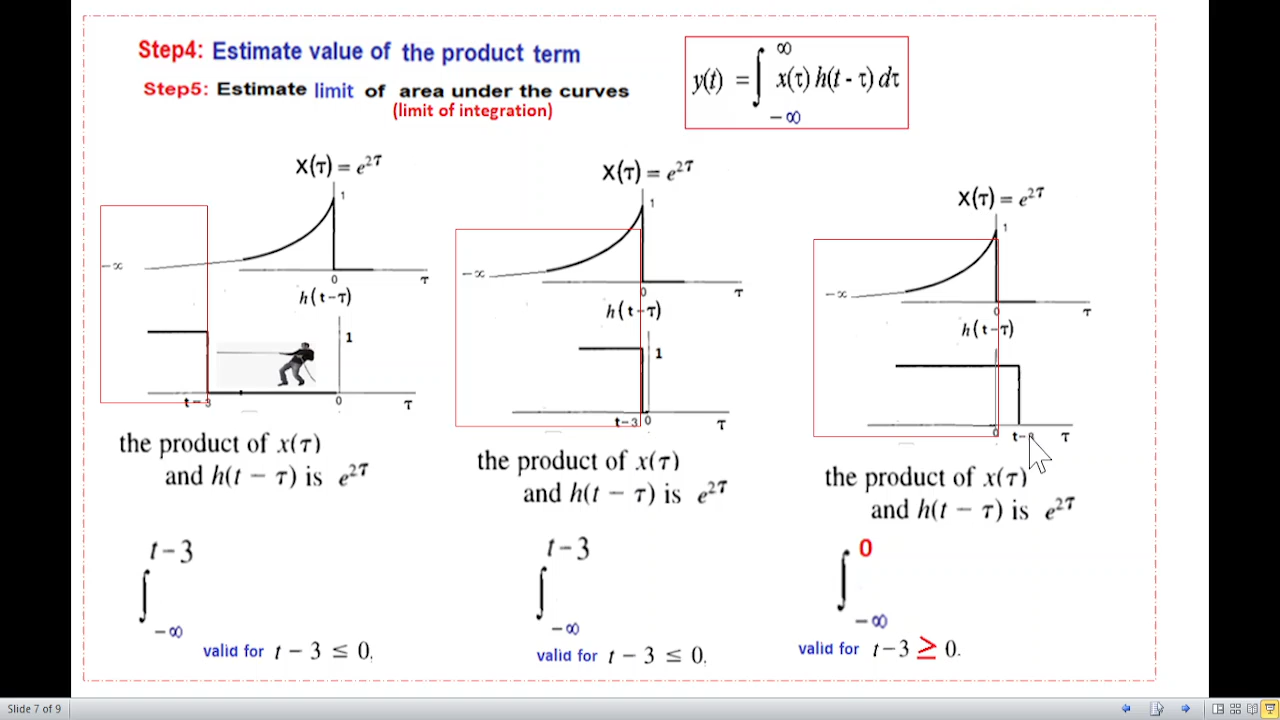 Step4: Estimate value of the product term
Step5: Estimate limit of area under the curves
(limit of integration)
y(t) = ∫_{-∞}^{∞} x(τ) h(t - τ) dτ
x(τ) = e^{2τ}
1
-∞
0
τ
h(t-τ)
1
t-3
0
τ
the product of x(τ)
and h(t − τ) is e^{2τ}
∫_{-∞}^{t-3}
valid for t − 3 ≤ 0,
x(τ) = e^{2τ}
1
-∞
0
τ
h(t-τ)
1
t-3
0
τ
the product of x(τ)
and h(t − τ) is e^{2τ}
∫_{-∞}^{t-3}
valid for t − 3 ≤ 0,
x(τ) = e^{2τ}
1
-∞
0
τ
h(t-τ)
0
τ
the product of x(τ)
and h(t − τ) is e^{2τ}
∫_{-∞}^{0}
valid for t−3 ≥ 0.
Slide 7 of 9